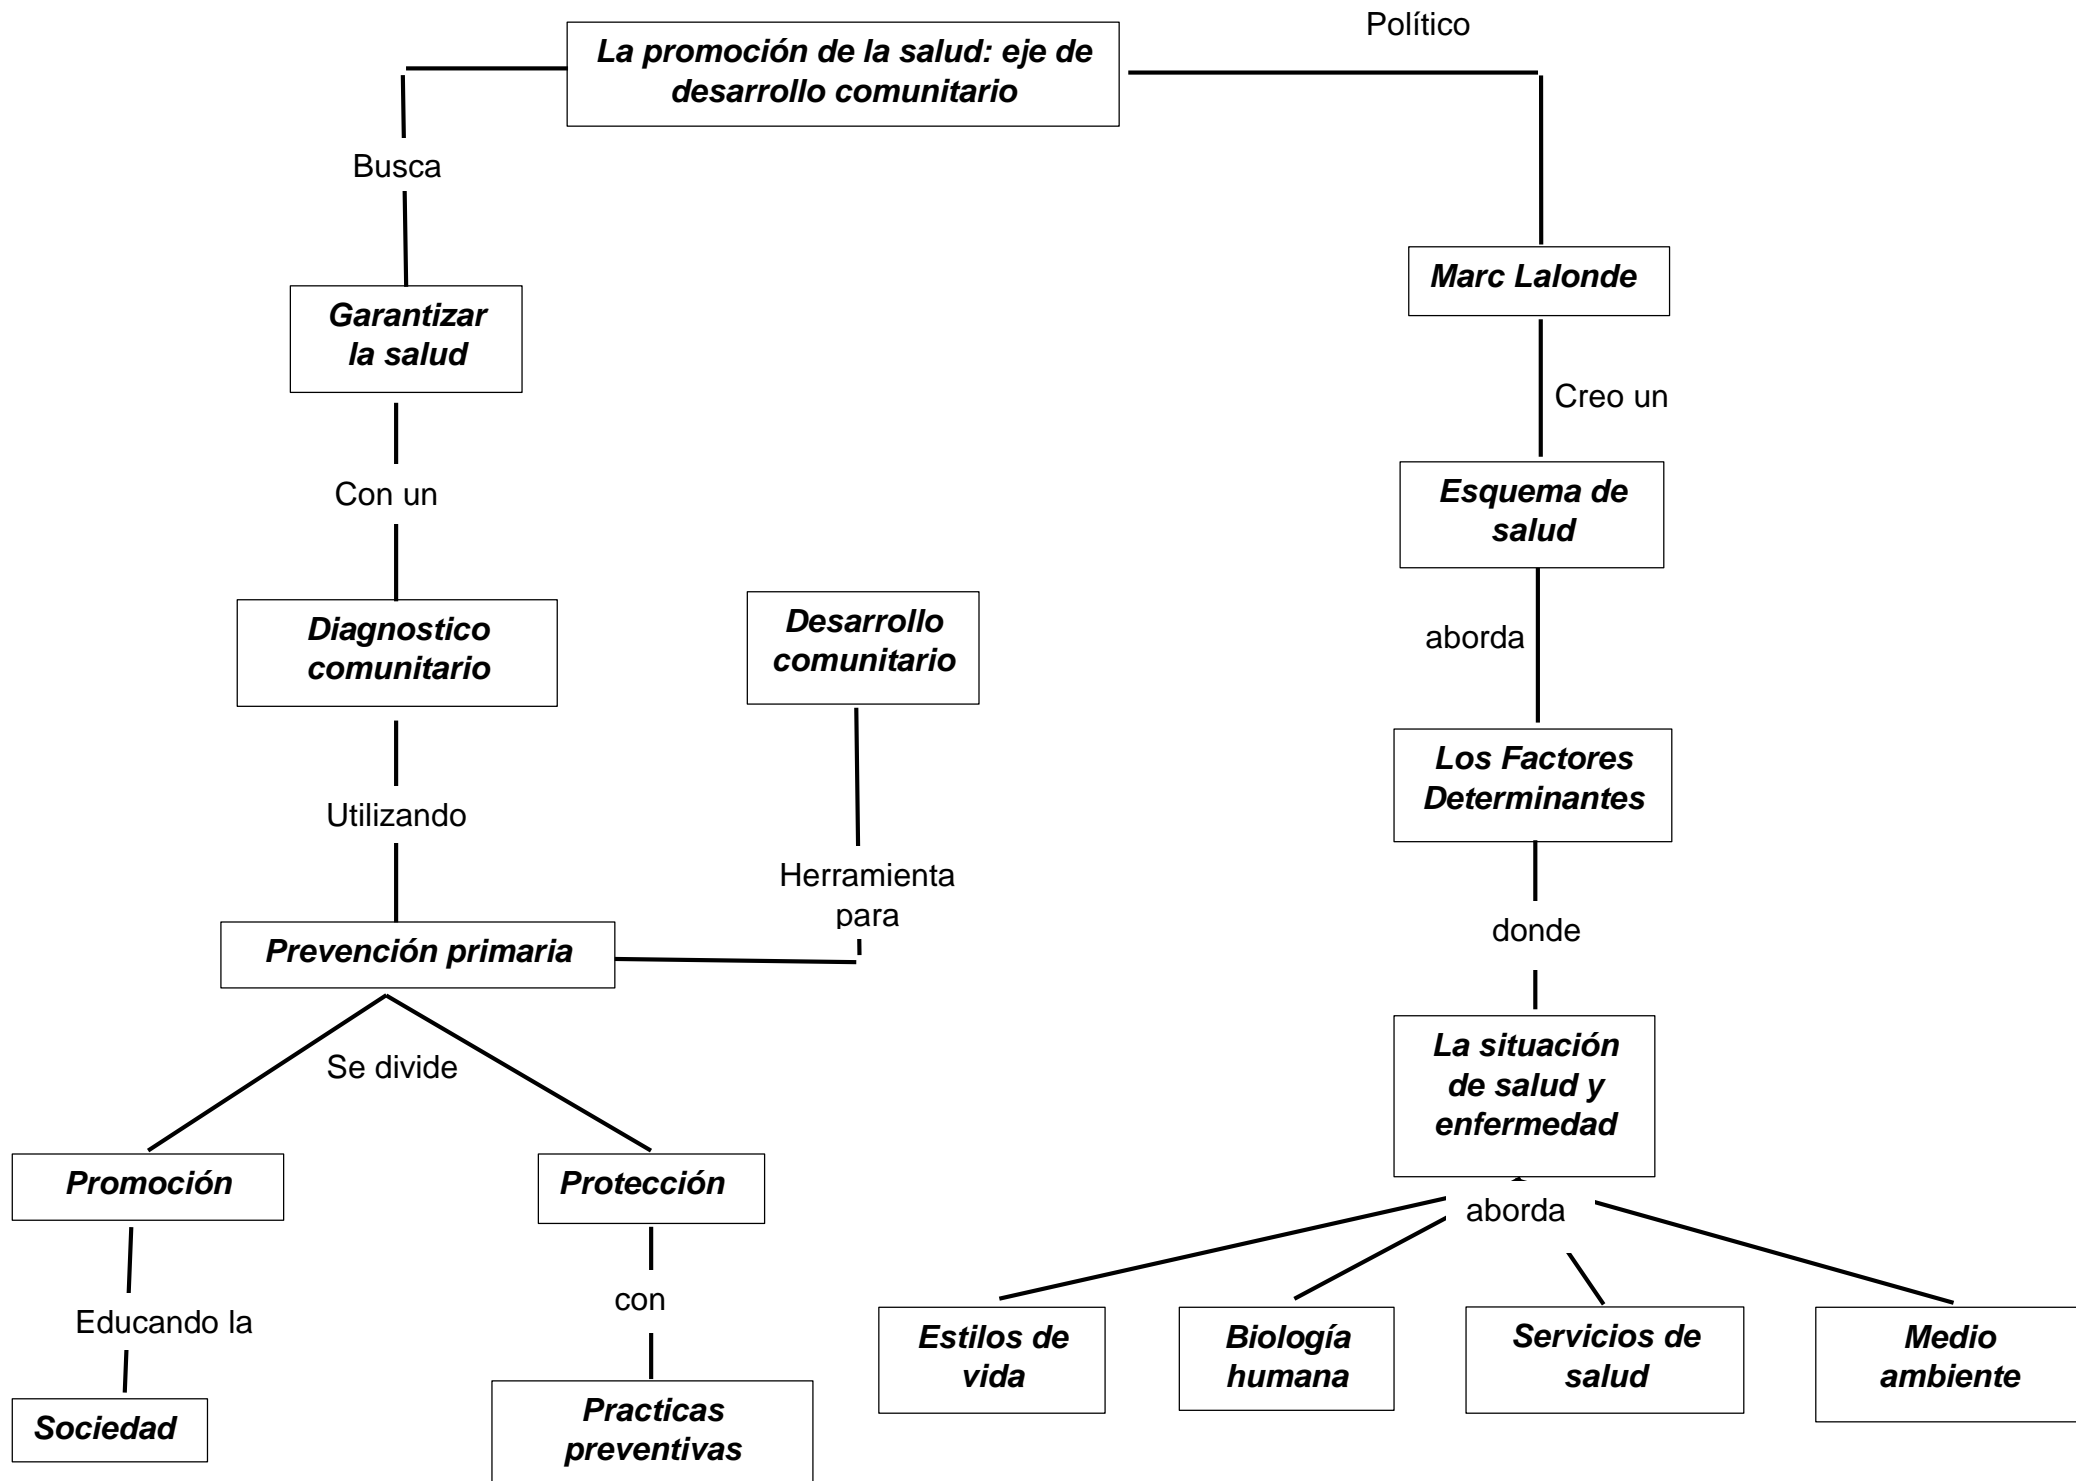 Político
La promoción de la salud: eje de
desarrollo comunitario
Busca
Garantizar
la salud
Con un
Diagnostico
comunitario
Utilizando
Prevención primaria
Desarrollo
comunitario
Herramienta
para
Se divide
Promoción
Protección
Educando la
con
Sociedad
Practicas
preventivas
Marc Lalonde
Creo un
Esquema de
salud
aborda
Los Factores
Determinantes
donde
La situación
de salud y
enfermedad
aborda
Estilos de
vida
Biología
humana
Servicios de
salud
Medio
ambiente